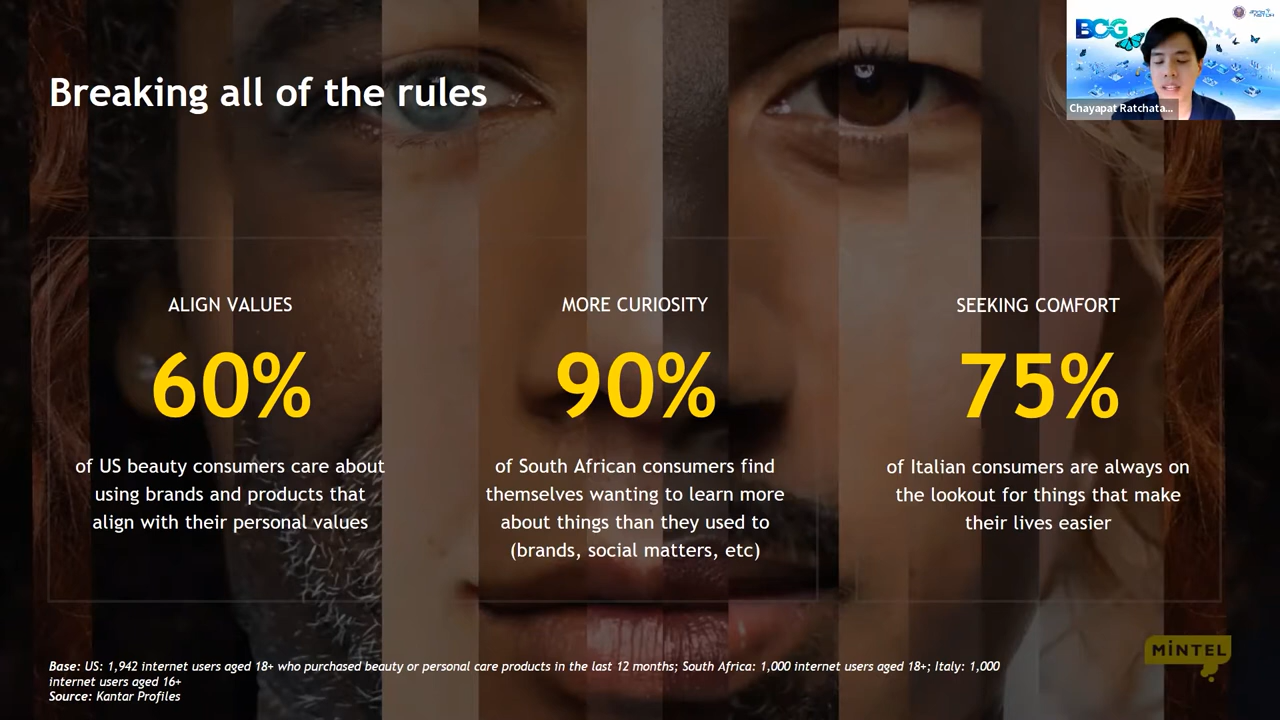 Breaking all of the rules
BCG
Chayapat Ratchata...
ALIGN VALUES
60%
of US beauty consumers care about
using brands and products that
align with their personal values
MORE CURIOSITY
90%
of South African consumers find
themselves wanting to learn more
about things than they used to
(brands, social matters, etc)
SEEKING COMFORT
75%
of Italian consumers are always on
the lookout for things that make
their lives easier
Base: US: 1,942 internet users aged 18+ who purchased beauty or personal care products in the last 12 months; South Africa: 1,000 internet users aged 18+; Italy: 1,000
internet users aged 16+
Source: Kantar Profiles
MINTEL